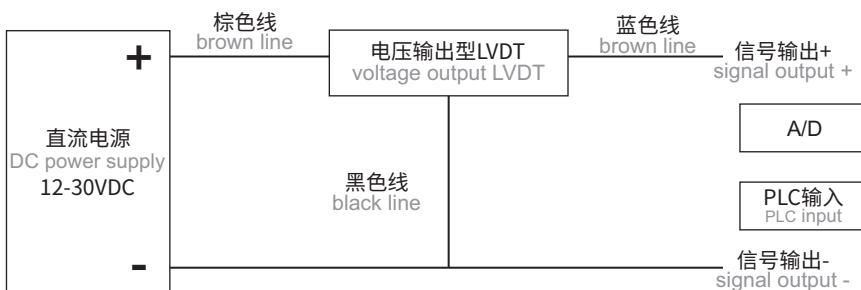 棕色线
brown line
蓝色线
brown line
+
电压输出型LVDT
voltage output LVDT
信号输出+
signal output +
直流电源
DC power supply
12-30VDC
A/D
黑色线
black line
PLC输入
PLC input
-
信号输出-
signal output -